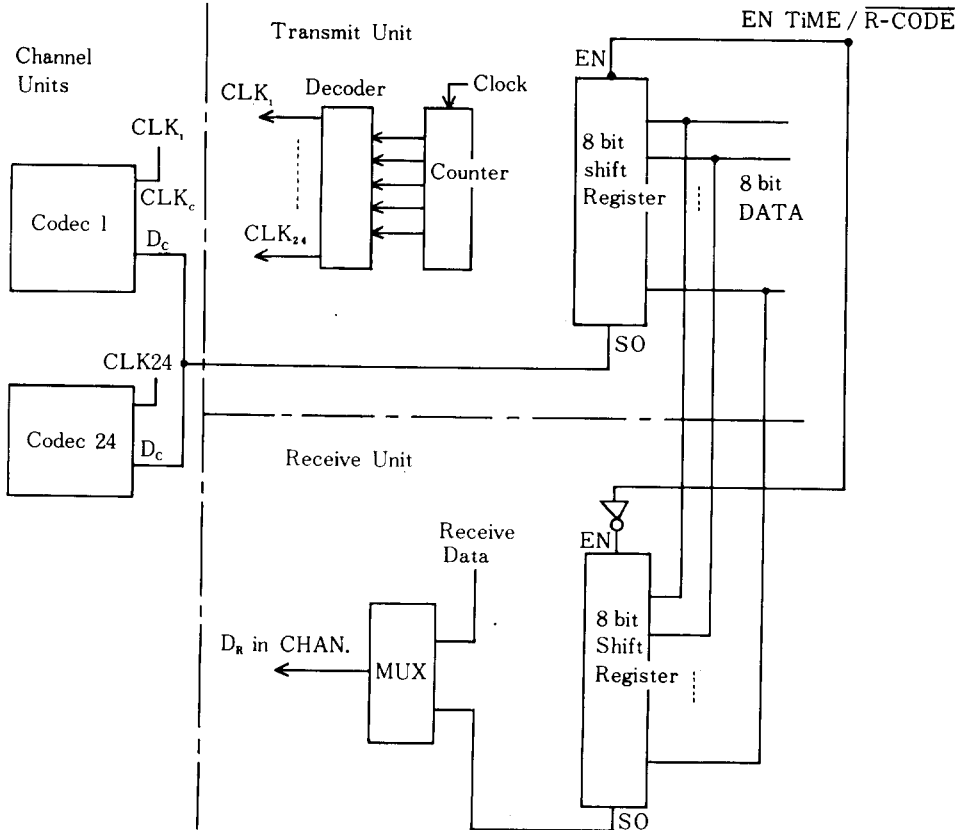 EN TiME / R-CODE
Transmit Unit
Channel
Units
EN
CLK₁
Decoder
Clock
CLK₁
8 bit
shift
Register
Counter
8 bit
DATA
CLKc
Codec 1
Dc
CLK₂₄
SO
CLK24
Codec 24
Dc
Receive Unit
Receive
Data
EN
8 bit
Shift
Register
DR in CHAN.
MUX
SO